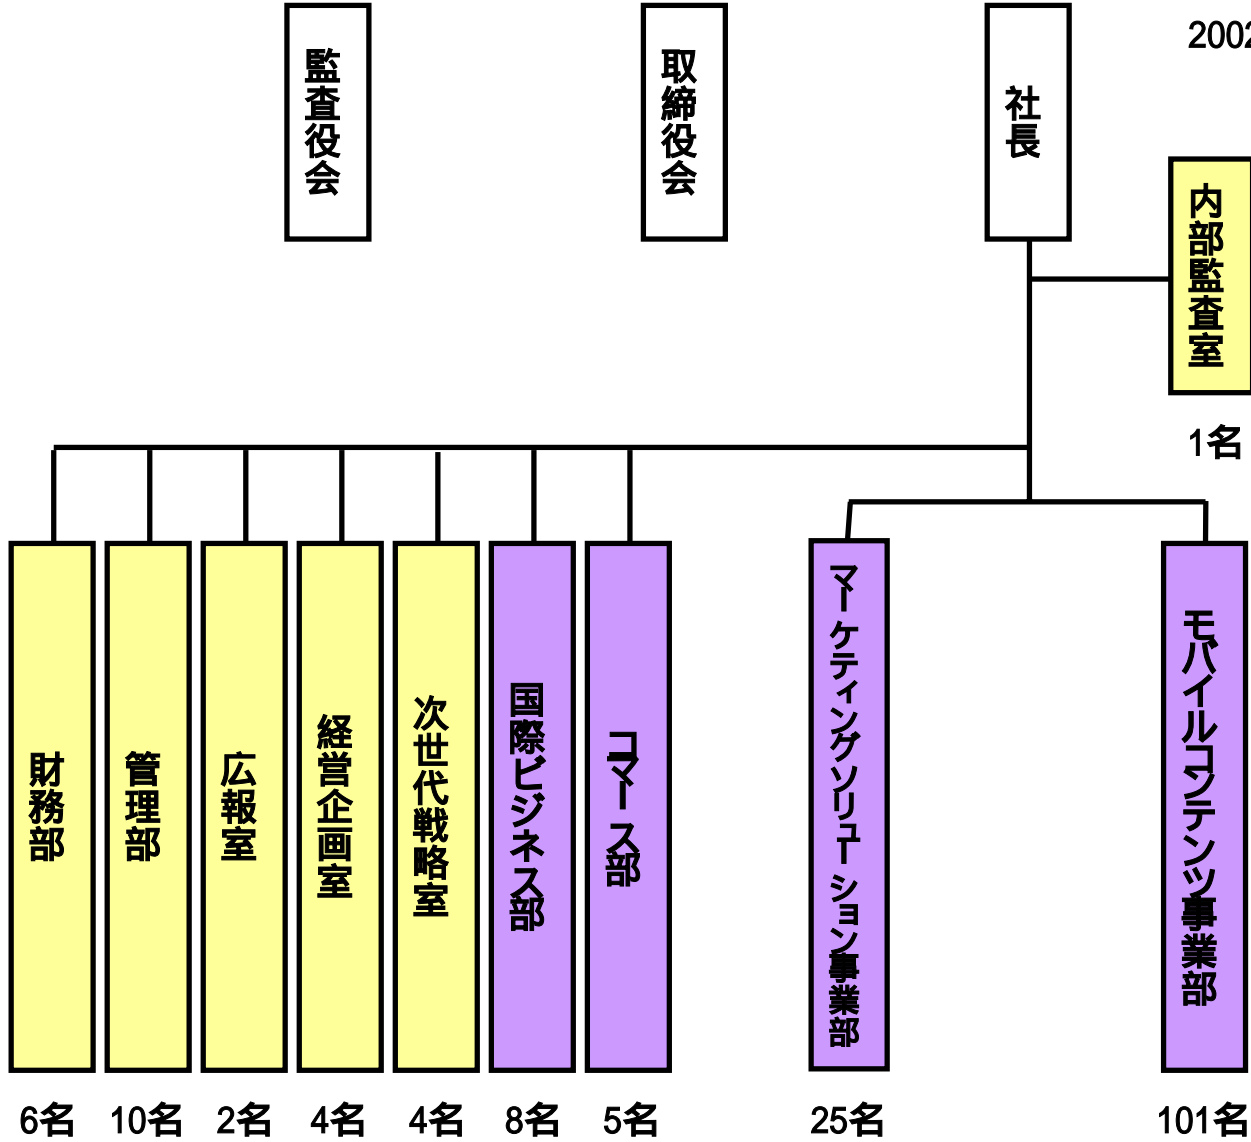 監査役会
取締役会
社長
2002
内部監査室
1名
財務部
管理部
広報室
経営企画室
次世代戦略室
国際ビジネス部
コマース部
マーケティングソリューション事業部
モバイルコンテンツ事業部
6名
10名
2名
4名
4名
8名
5名
25名
101名